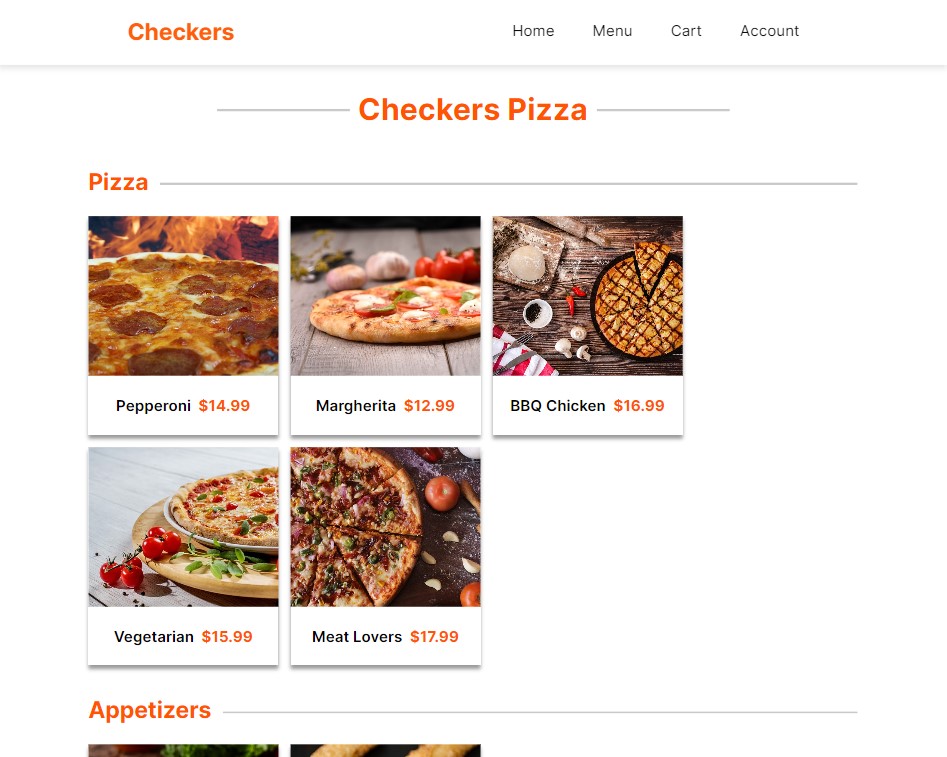 Checkers
Home Menu Cart Account
Checkers Pizza
Pizza
Pepperoni $14.99
Margherita $12.99
BBQ Chicken $16.99
Vegetarian $15.99
Meat Lovers $17.99
Appetizers